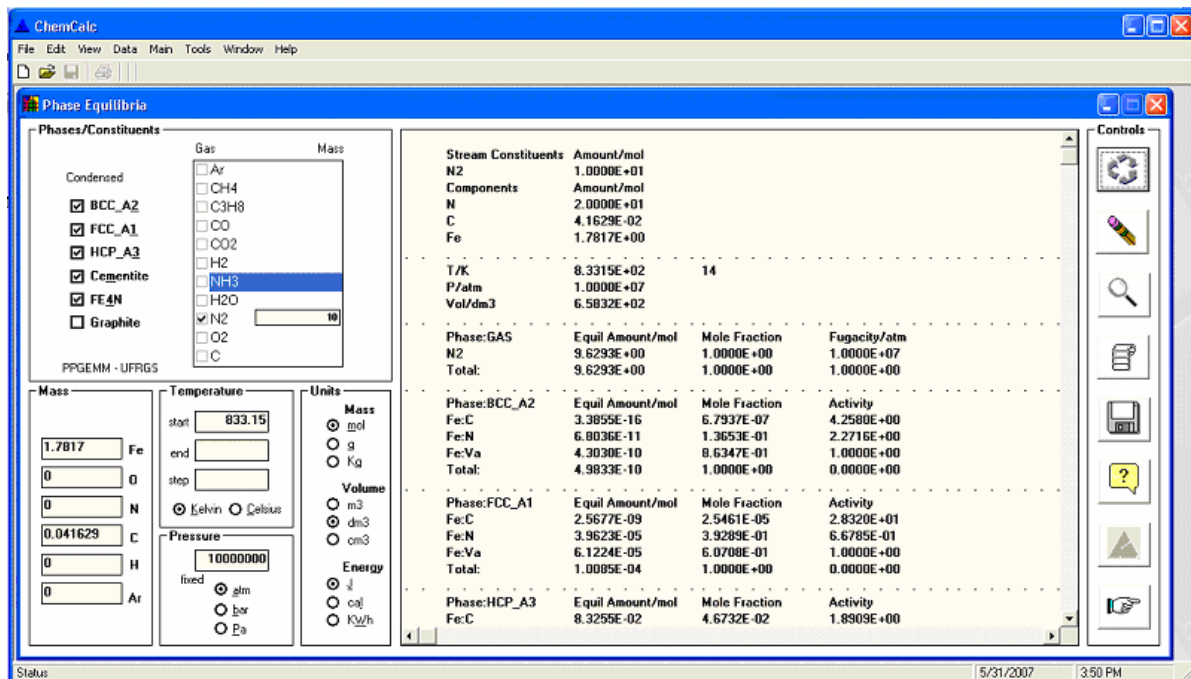 ChemCalc
File Edit View Data Main Tools Window Help
Phase Equilibria
Phases/Constituents
Gas Mass
Condensed
BCC_A2
FCC_A1
HCP_A3
Cementite
FE4N
Graphite
PPGEMM - UFRGS
Ar
CH4
C3H8
CO
CO2
H2
NH3
H2O
N2 10
O2
C
Mass
1.7817 Fe
0 O
0 N
0.041629 C
0 H
0 Ar
Temperature
start 833.15
end
step
Kelvin Celsius
Pressure
10000000
fixed
atm
bar
Pa
Units
Mass
mol
g
Kg
Volume
m3
dm3
cm3
Energy
J
cal
KWh
Stream Constituents Amount/mol
N2 1.0000E+01
Components Amount/mol
N 2.0000E+01
C 4.1629E-02
Fe 1.7817E+00
T/K 8.3315E+02 14
P/atm 1.0000E+07
Vol/dm3 6.5832E+02
Phase:GAS Equil Amount/mol Mole Fraction Fugacity/atm
N2 9.6293E+00 1.0000E+00 1.0000E+07
Total: 9.6293E+00 1.0000E+00 1.0000E+00
Phase:BCC_A2 Equil Amount/mol Mole Fraction Activity
Fe:C 3.3855E-16 6.7937E-07 4.2580E+00
Fe:N 6.8036E-11 1.3653E-01 2.2716E+00
Fe:Va 4.3030E-10 8.6347E-01 1.0000E+00
Total: 4.9833E-10 1.0000E+00 0.0000E+00
Phase:FCC_A1 Equil Amount/mol Mole Fraction Activity
Fe:C 2.5677E-09 2.5461E-05 2.8320E+01
Fe:N 3.9623E-05 3.9289E-01 6.6785E-01
Fe:Va 6.1224E-05 6.0708E-01 1.0000E+00
Total: 1.0085E-04 1.0000E+00 0.0000E+00
Phase:HCP_A3 Equil Amount/mol Mole Fraction Activity
Fe:C 8.3255E-02 4.6732E-02 1.8909E+00
Controls
Status 5/31/2007 3:50 PM